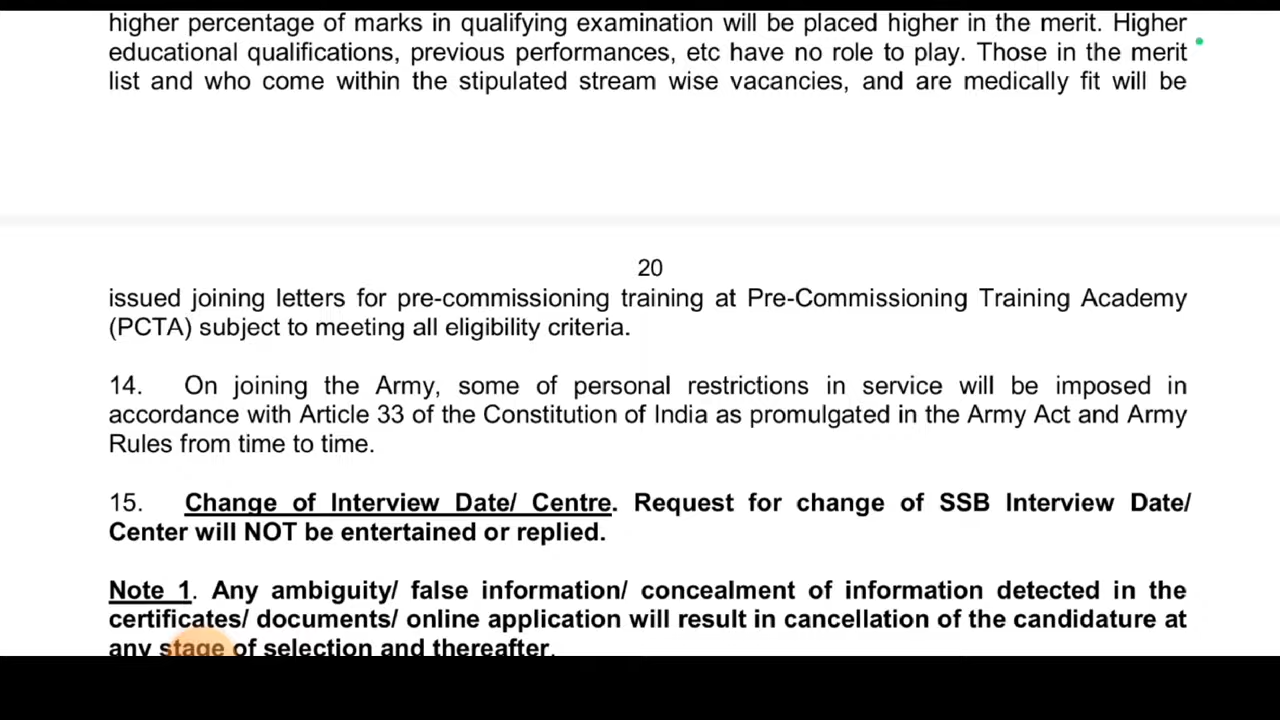 higher percentage of marks in qualifying examination will be placed higher in the merit. Higher
educational qualifications, previous performances, etc have no role to play. Those in the merit
list and who come within the stipulated stream wise vacancies, and are medically fit will be
20
issued joining letters for pre-commissioning training at Pre-Commissioning Training Academy
(PCTA) subject to meeting all eligibility criteria.
14. On joining the Army, some of personal restrictions in service will be imposed in
accordance with Article 33 of the Constitution of India as promulgated in the Army Act and Army
Rules from time to time.
15. Change of Interview Date/ Centre. Request for change of SSB Interview Date/
Center will NOT be entertained or replied.
Note 1. Any ambiguity/ false information/ concealment of information detected in the
certificates/ documents/ online application will result in cancellation of the candidature at
any stage of selection and thereafter.